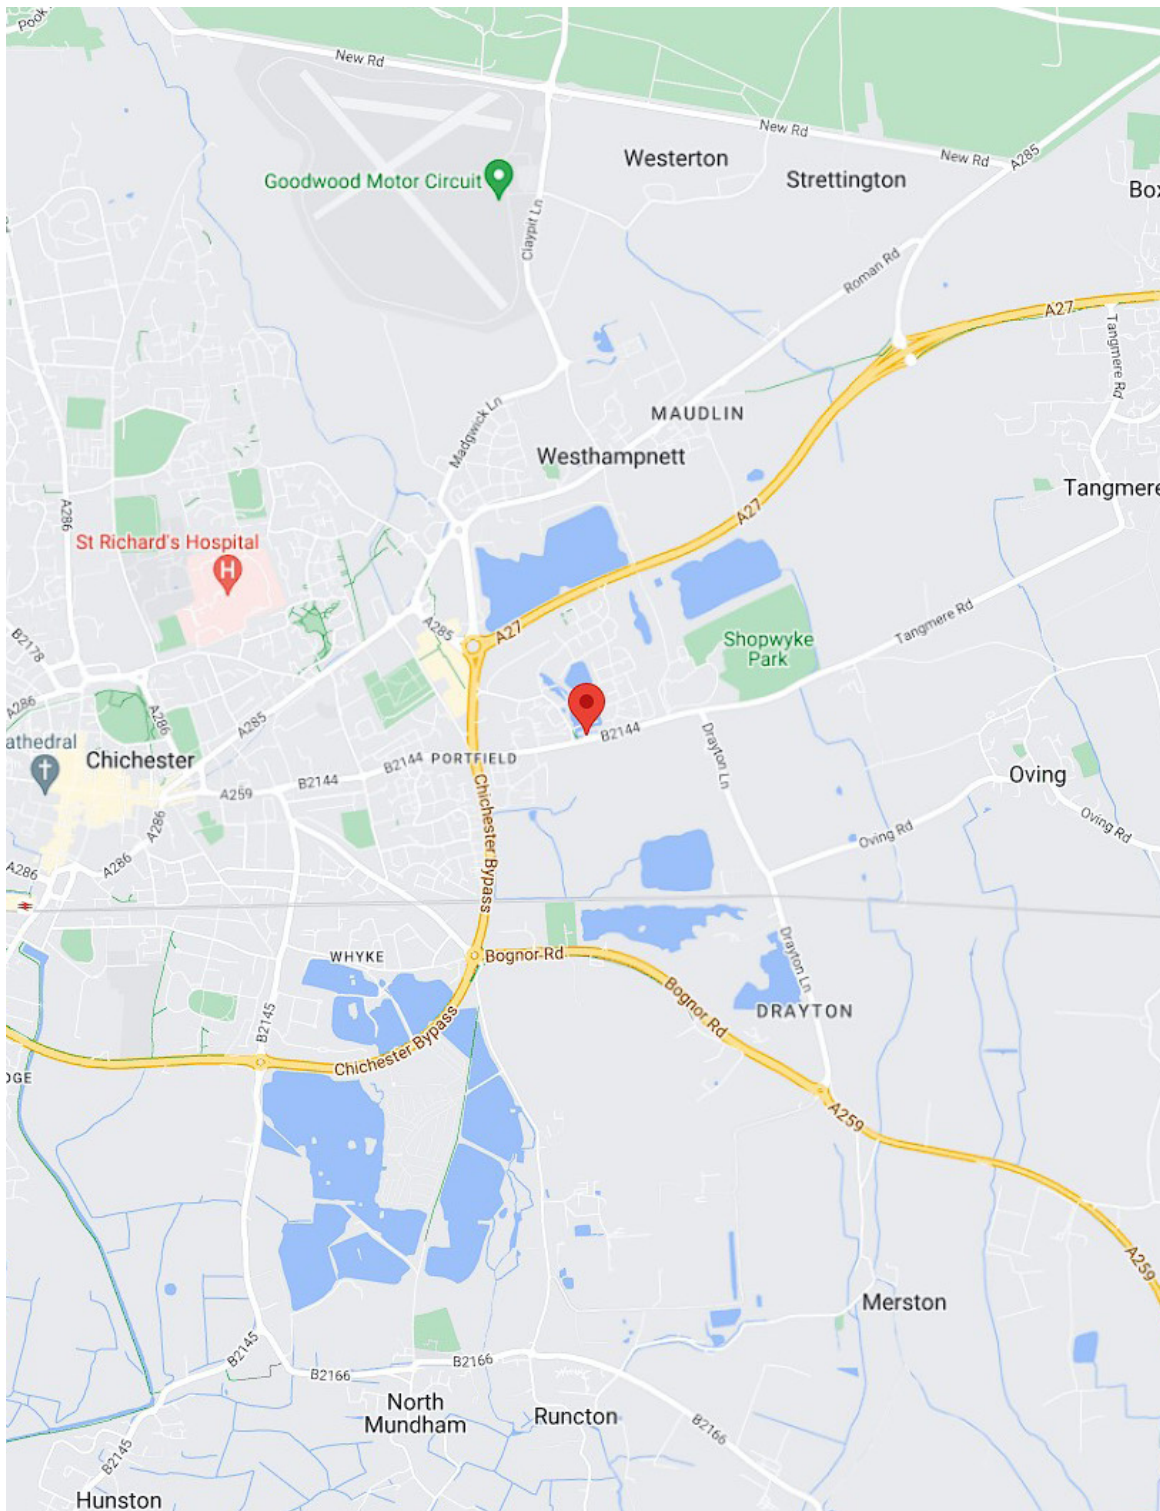 Pook
New Rd
New Rd
New Rd
A285
Westerton
Strettington
Box
Goodwood Motor Circuit
Claypit Ln
Roman Rd
A27
Tangmere Rd
MAUDLIN
Madgwick Ln
Westhampnett
A27
Tangmere
A286
St Richard's Hospital
H
A285
A27
B2178
Shopwyke
Park
Tangmere Rd
A286
A286
A285
B2144
athedral
Chichester
B2144
B2144
PORTFIELD
Drayton Ln
Oving
A259
Chichester Bypass
Oving Rd
Oving Rd
A286
A286
A286
WHYKE
Bognor Rd
Bognor Rd
Drayton Ln
DRAYTON
B2145
Chichester Bypass
DGE
A259
A259
Merston
B2145
B2166
B2166
North
Mundham
Runcton
B2166
B2145
Hunston